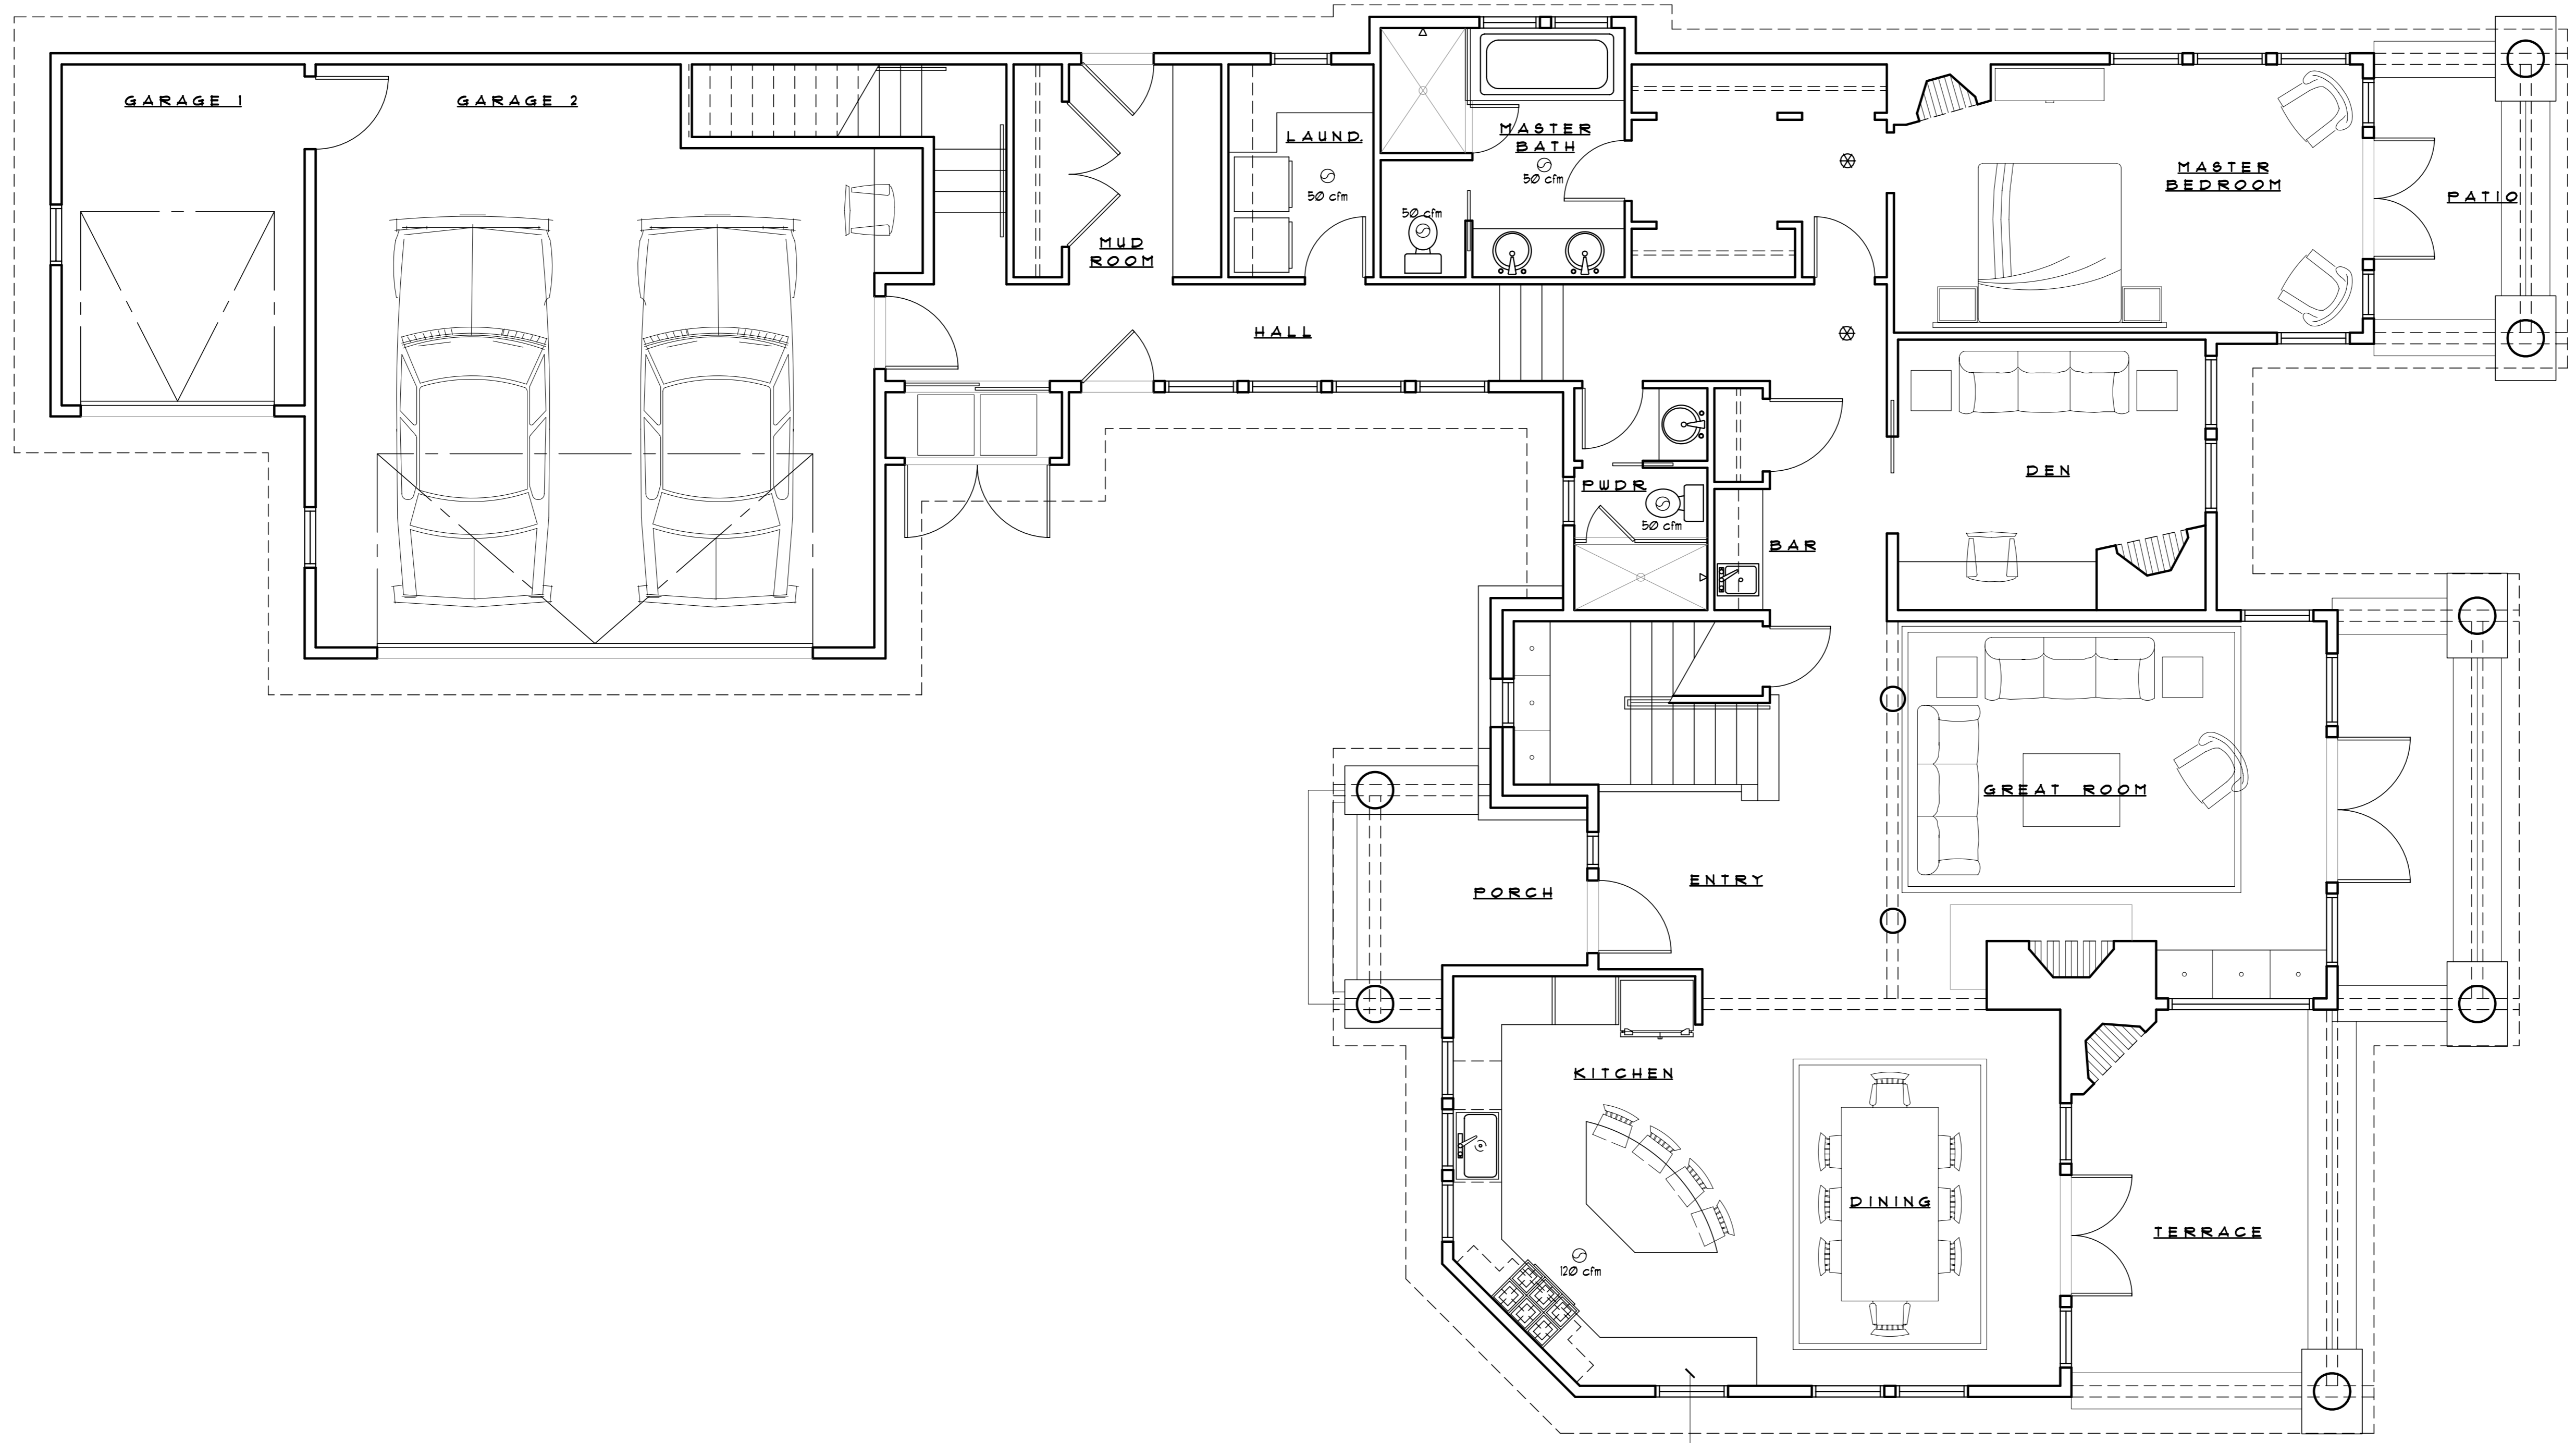 GARAGE 1
GARAGE 2
LAUND.
50 cfm
MASTER
BATH
50 cfm
50 cfm
MUD
ROOM
MASTER
BEDROOM
PATIO
HALL
DEN
PWDR.
50 cfm
BAR
GREAT ROOM
PORCH
ENTRY
KITCHEN
DINING
TERRACE
120 cfm